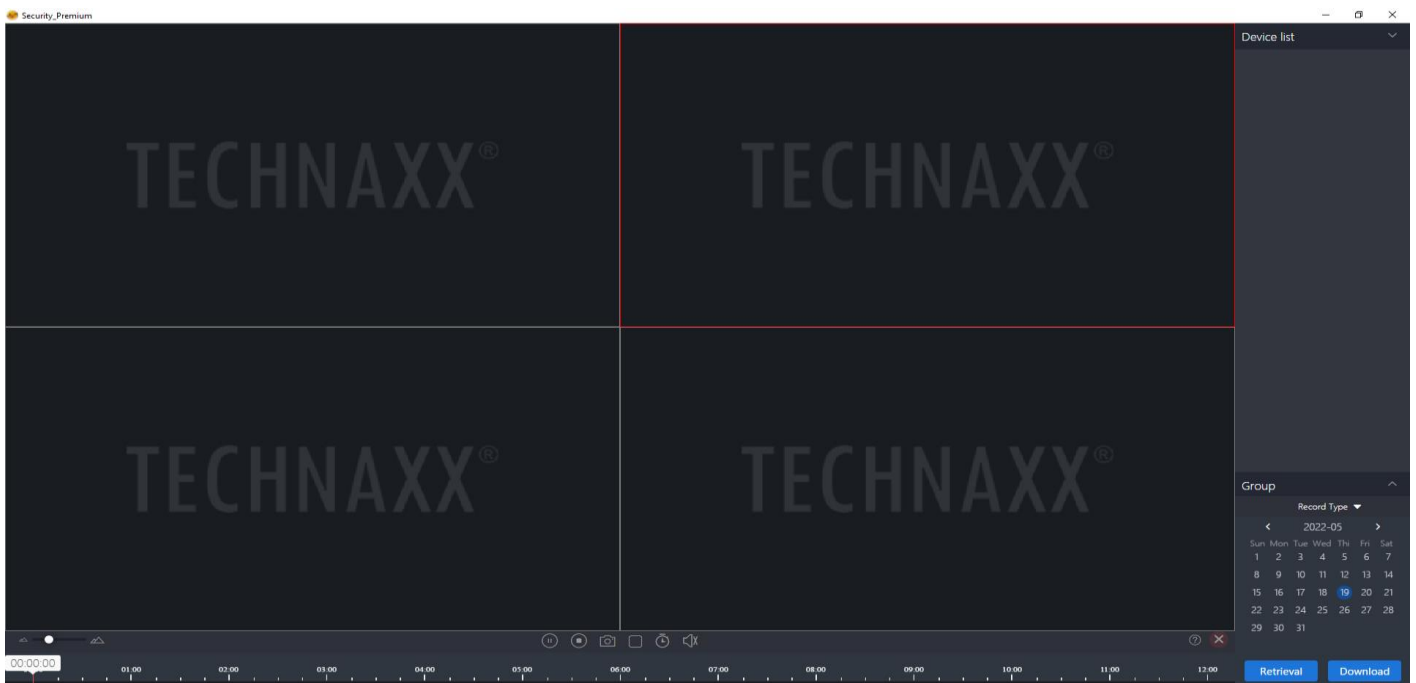 Security_Premium
Device list
TECHNAXX®
TECHNAXX®
TECHNAXX®
TECHNAXX®
Group
Record Type
2022-05
Sun Mon Tue Wed Thi Fri Sat
1 2 3 4 5 6 7
8 9 10 11 12 13 14
15 16 17 18 19 20 21
22 23 24 25 26 27 28
29 30 31
00:00:00 01:00 02:00 03:00 04:00 05:00 06:00 07:00 08:00 09:00 10:00 11:00 12:00
Retrieval Download